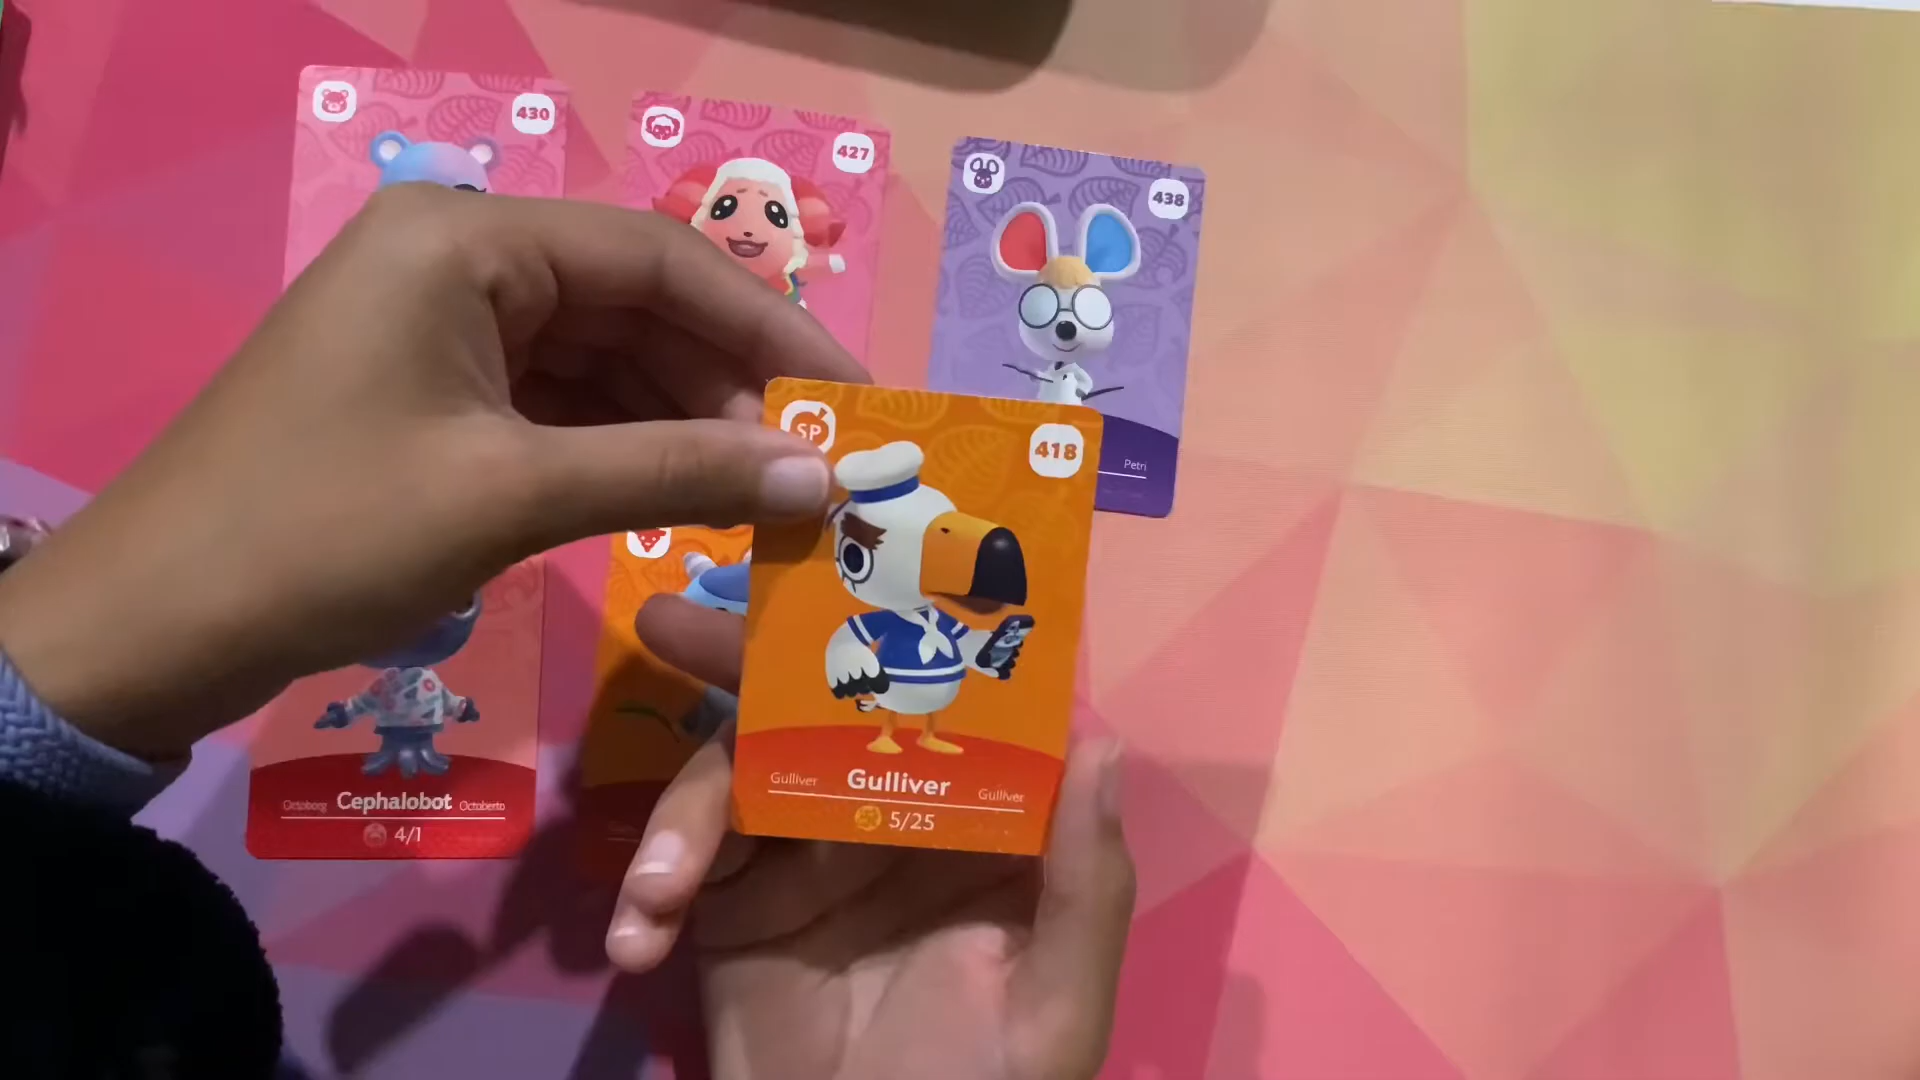 430
427
438
Petri
SP
418
Gulliver Gulliver Gulliver
5/25
Octoborg Cephalobot Octoberto
4/1